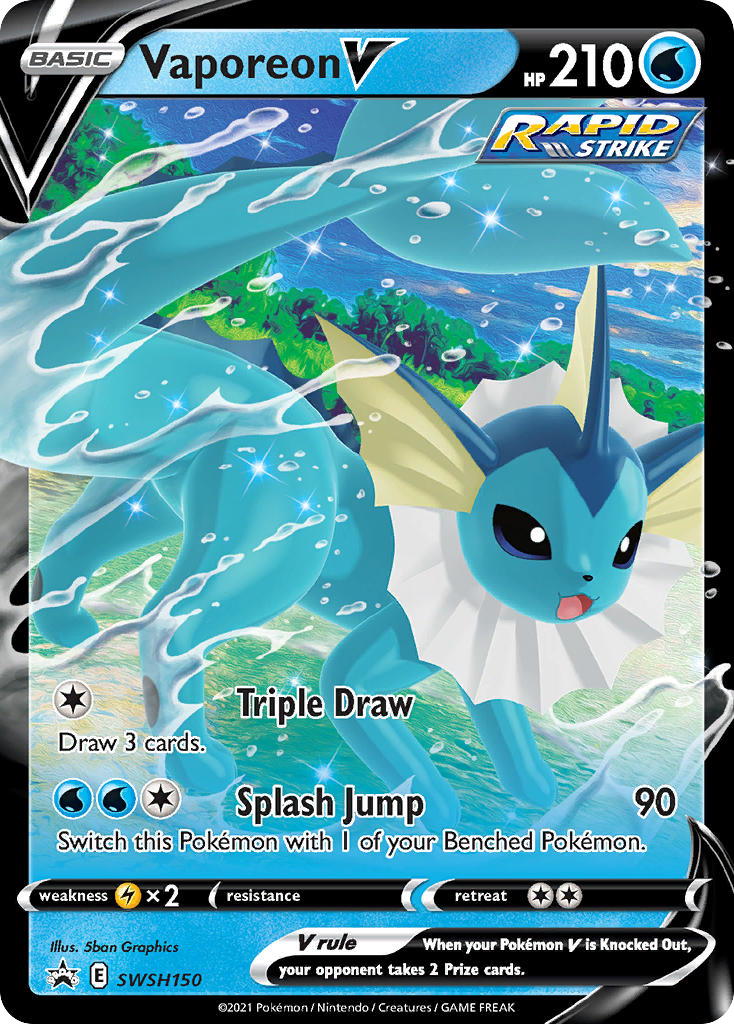 BASIC
Vaporeon V
HP 210
RAPID
STRIKE
Triple Draw
Draw 3 cards.
Splash Jump 90
Switch this Pokémon with 1 of your Benched Pokémon.
weakness ×2 resistance retreat
Illus. 5ban Graphics
V rule When your Pokémon V is Knocked Out,
your opponent takes 2 Prize cards.
E SWSH150
©2021 Pokémon / Nintendo / Creatures / GAME FREAK